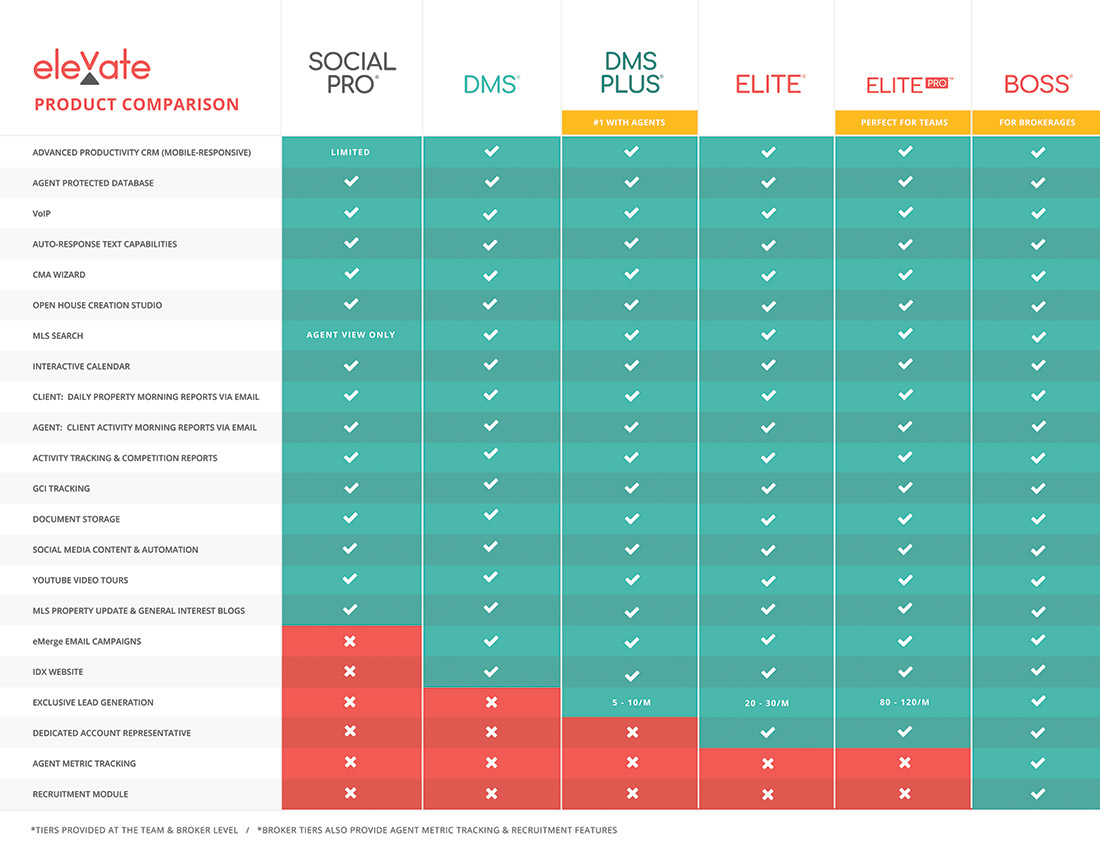 elevate
PRODUCT COMPARISON
SOCIAL
PRO®
DMS®
DMS
PLUS®
ELITE®
ELITE PRO™
BOSS®
#1 WITH AGENTS
PERFECT FOR TEAMS
FOR BROKERAGES
ADVANCED PRODUCTIVITY CRM (MOBILE-RESPONSIVE) LIMITED ✔ ✔ ✔ ✔ ✔
AGENT PROTECTED DATABASE ✔ ✔ ✔ ✔ ✔ ✔
VoIP ✔ ✔ ✔ ✔ ✔ ✔
AUTO-RESPONSE TEXT CAPABILITIES ✔ ✔ ✔ ✔ ✔ ✔
CMA WIZARD ✔ ✔ ✔ ✔ ✔ ✔
OPEN HOUSE CREATION STUDIO ✔ ✔ ✔ ✔ ✔ ✔
MLS SEARCH AGENT VIEW ONLY ✔ ✔ ✔ ✔ ✔
INTERACTIVE CALENDAR ✔ ✔ ✔ ✔ ✔ ✔
CLIENT: DAILY PROPERTY MORNING REPORTS VIA EMAIL ✔ ✔ ✔ ✔ ✔ ✔
AGENT: CLIENT ACTIVITY MORNING REPORTS VIA EMAIL ✔ ✔ ✔ ✔ ✔ ✔
ACTIVITY TRACKING & COMPETITION REPORTS ✔ ✔ ✔ ✔ ✔ ✔
GCI TRACKING ✔ ✔ ✔ ✔ ✔ ✔
DOCUMENT STORAGE ✔ ✔ ✔ ✔ ✔ ✔
SOCIAL MEDIA CONTENT & AUTOMATION ✔ ✔ ✔ ✔ ✔ ✔
YOUTUBE VIDEO TOURS ✔ ✔ ✔ ✔ ✔ ✔
MLS PROPERTY UPDATE & GENERAL INTEREST BLOGS ✔ ✔ ✔ ✔ ✔ ✔
eMerge EMAIL CAMPAIGNS ✖ ✔ ✔ ✔ ✔ ✔
IDX WEBSITE ✖ ✔ ✔ ✔ ✔ ✔
EXCLUSIVE LEAD GENERATION ✖ ✖ 5 - 10/M 20 - 30/M 80 - 120/M ✔
DEDICATED ACCOUNT REPRESENTATIVE ✖ ✖ ✖ ✔ ✔ ✔
AGENT METRIC TRACKING ✖ ✖ ✖ ✖ ✖ ✔
RECRUITMENT MODULE ✖ ✖ ✖ ✖ ✖ ✔
*TIERS PROVIDED AT THE TEAM & BROKER LEVEL / *BROKER TIERS ALSO PROVIDE AGENT METRIC TRACKING & RECRUITMENT FEATURES